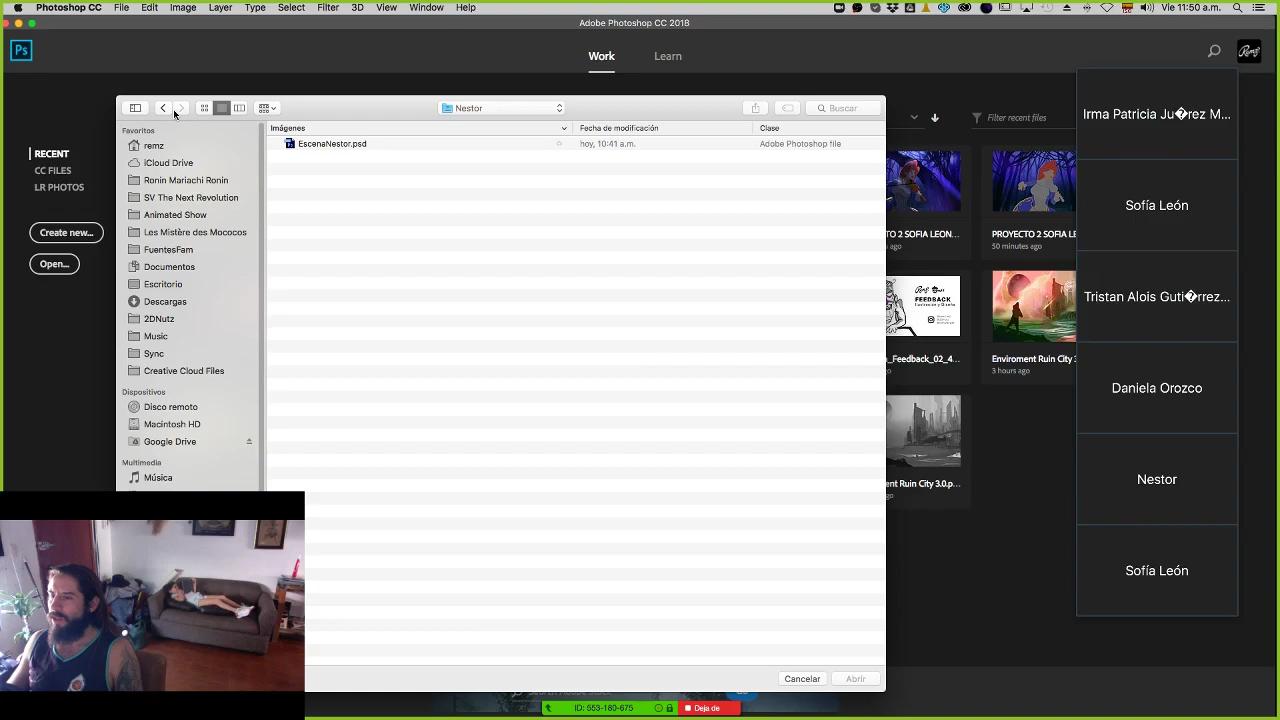 Photoshop CC File Edit Image Layer Type Select Filter 3D View Window Help
Vie 11:50 a.m.
Adobe Photoshop CC 2018
Ps
Work Learn
RECENT
CC FILES
LR PHOTOS
Create new...
Open...
Nestor
Buscar
Favoritos
remz
iCloud Drive
Ronin Mariachi Ronin
SV The Next Revolution
Animated Show
Les Mistère des Mococos
FuentesFam
Documentos
Escritorio
Descargas
2DNutz
Music
Sync
Creative Cloud Files
Dispositivos
Disco remoto
Macintosh HD
Google Drive
Multimedia
Música
Imágenes Fecha de modificación Clase
EscenaNestor.psd hoy, 10:41 a.m. Adobe Photoshop file
Cancelar Abrir
Filter recent files
TO 2 SOFIA LEON...
ago
PROYECTO 2 SOFIA LE
50 minutes ago
FEEDBACK
_Feedback_02_4...
ago
Enviroment Ruin City 3
3 hours ago
ent Ruin City 3.0.p...
ago
Irma Patricia Ju�rez M...
Sofía León
Tristan Alois Guti�rrez...
Daniela Orozco
Nestor
Sofía León
ID: 553-180-675
Deja de